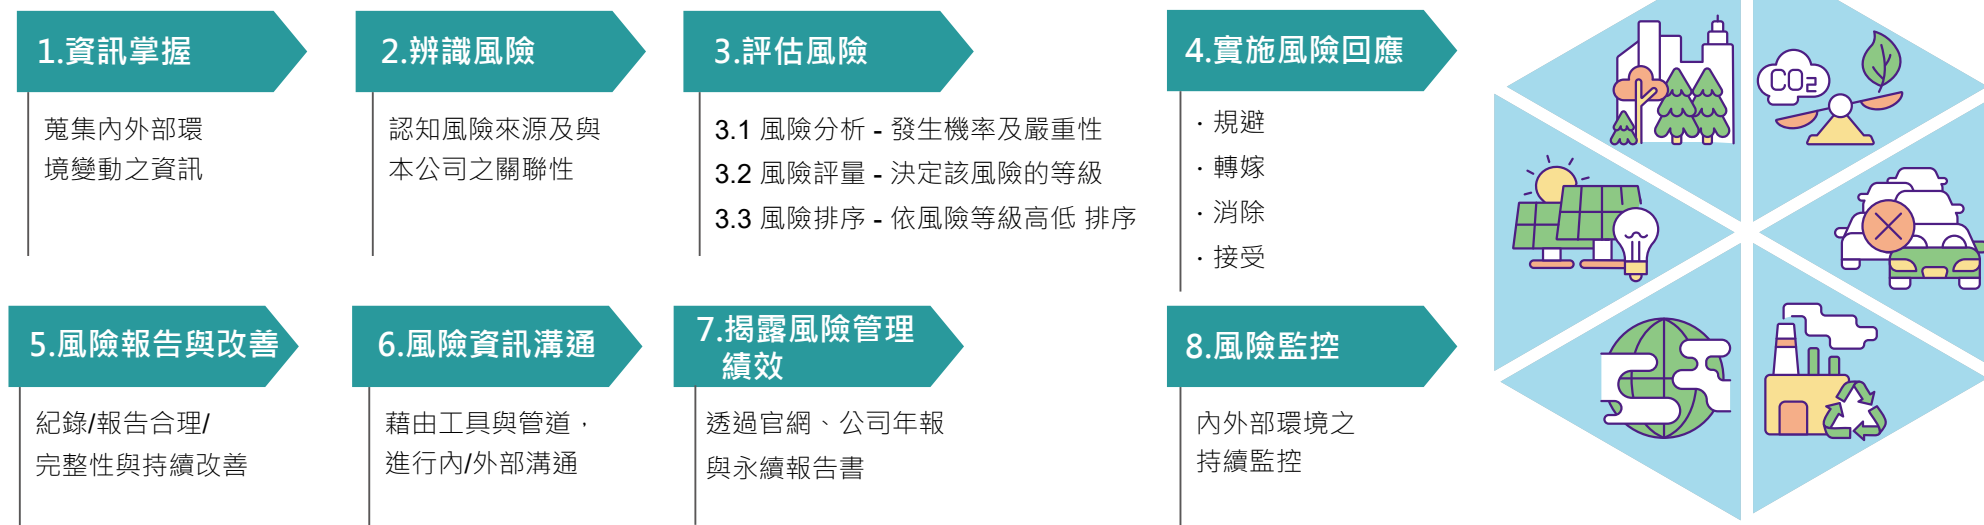 1.資訊掌握
蒐集內外部環
境變動之資訊
2.辨識風險
認知風險來源及與
本公司之關聯性
3.評估風險
3.1 風險分析 - 發生機率及嚴重性
3.2 風險評量 - 決定該風險的等級
3.3 風險排序 - 依風險等級高低 排序
4.實施風險回應
·規避
·轉嫁
·消除
·接受
5.風險報告與改善
紀錄/報告合理/
完整性與持續改善
6.風險資訊溝通
藉由工具與管道，
進行內/外部溝通
7.揭露風險管理
績效
透過官網、公司年報
與永續報告書
8.風險監控
內外部環境之
持續監控
CO2